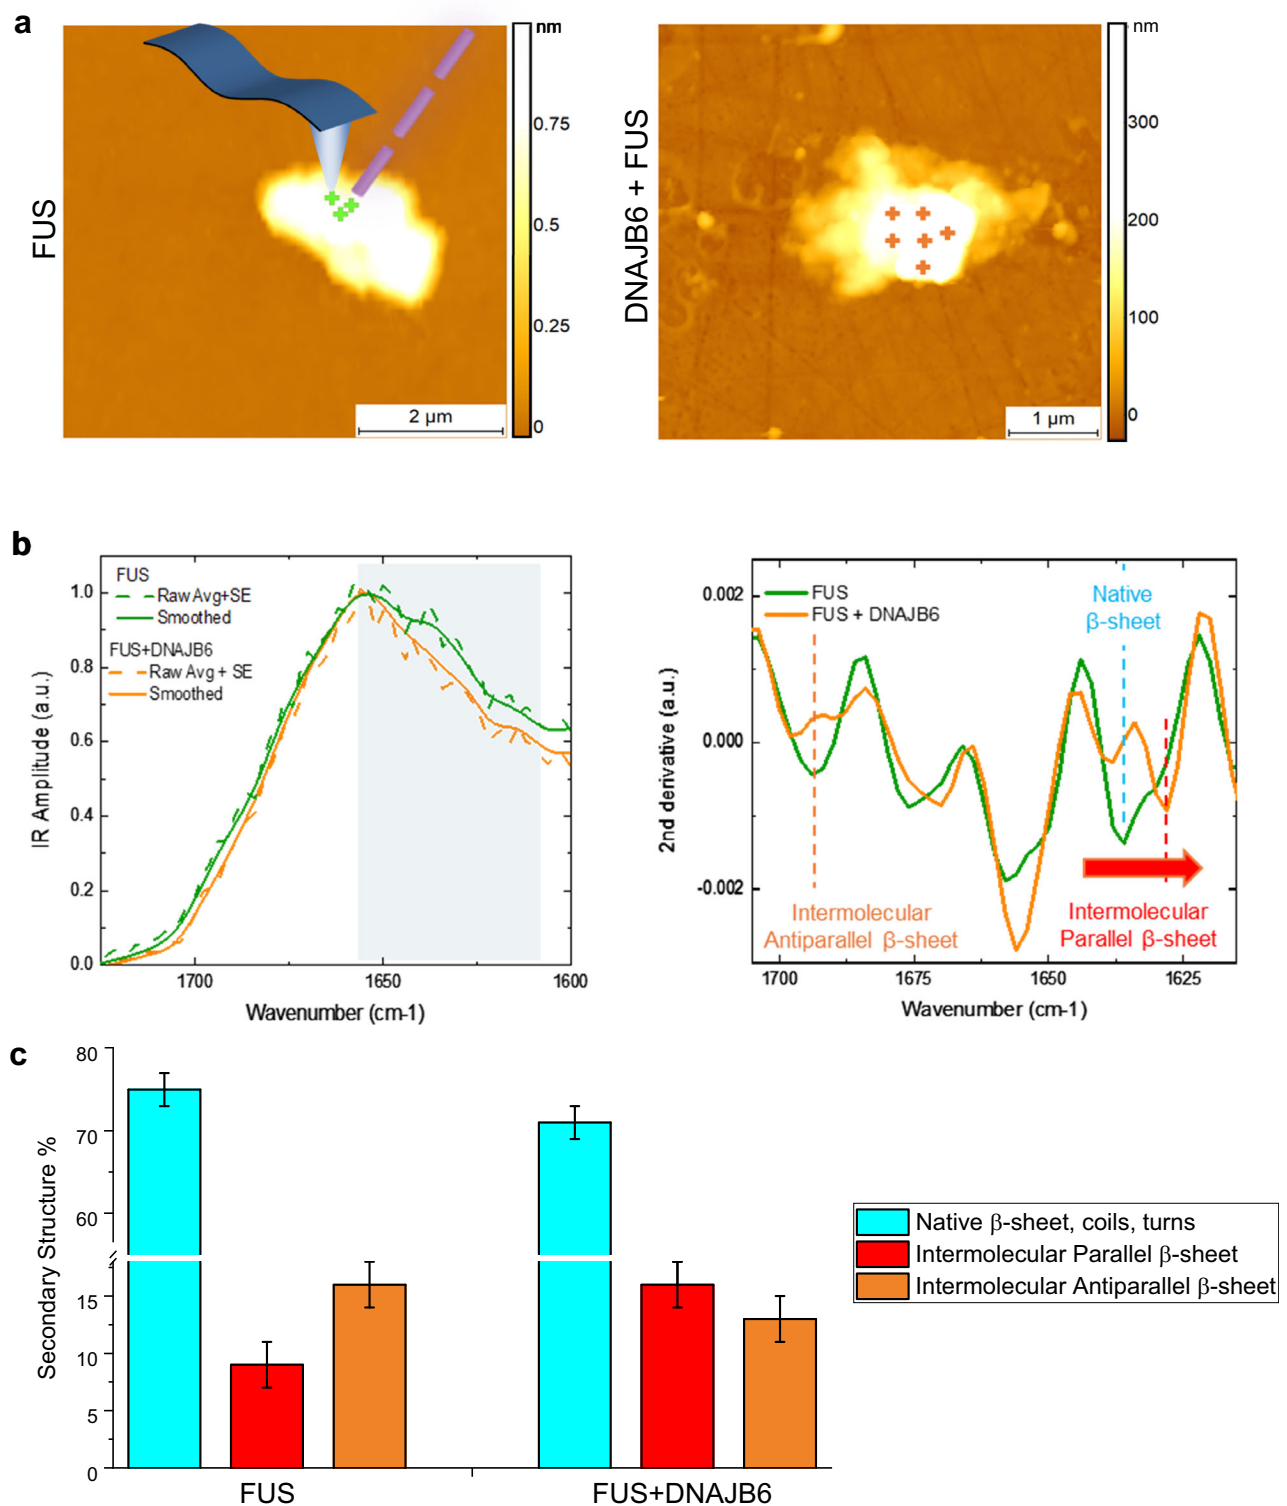 a
FUS
nm
0.75
0.5
0.25
0
2 µm
DNAJB6 + FUS
nm
300
200
100
0
1 µm
b
FUS
Raw Avg+SE
Smoothed
FUS+DNAJB6
Raw Avg + SE
Smoothed
IR Amplitude (a.u.)
1.0
0.8
0.6
0.4
0.2
0.0
1700
1650
1600
Wavenumber (cm-1)
FUS
FUS + DNAJB6
Native
β-sheet
2nd derivative (a.u.)
0.002
0.000
-0.002
Intermolecular
Antiparallel β-sheet
Intermolecular
Parallel β-sheet
1700
1675
1650
1625
Wavenumber (cm-1)
c
Secondary Structure %
80
70
60
15
10
5
0
FUS
FUS+DNAJB6
Native β-sheet, coils, turns
Intermolecular Parallel β-sheet
Intermolecular Antiparallel β-sheet